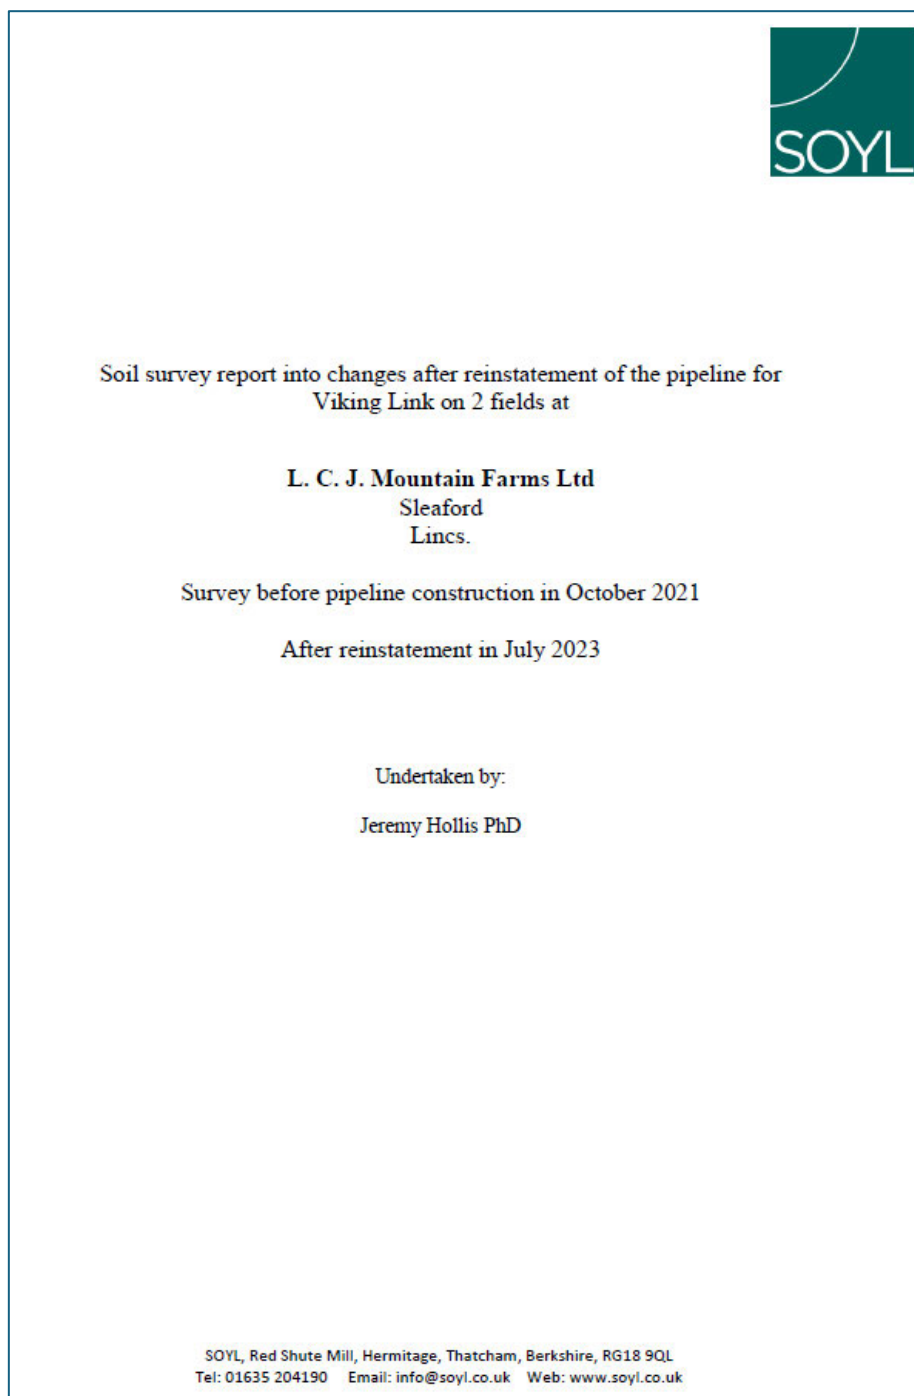 SOYL
Soil survey report into changes after reinstatement of the pipeline for
Viking Link on 2 fields at
L. C. J. Mountain Farms Ltd
Sleaford
Lincs.
Survey before pipeline construction in October 2021
After reinstatement in July 2023
Undertaken by:
Jeremy Hollis PhD
SOYL, Red Shute Mill, Hermitage, Thatcham, Berkshire, RG18 9QL
Tel: 01635 204190 Email: info@soyl.co.uk Web: www.soyl.co.uk